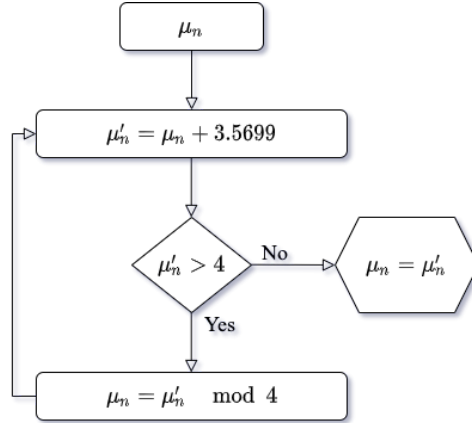 μ_n
μ′_n = μ_n + 3.5699
μ′_n > 4
No
μ_n = μ′_n
Yes
μ_n = μ′_n mod 4